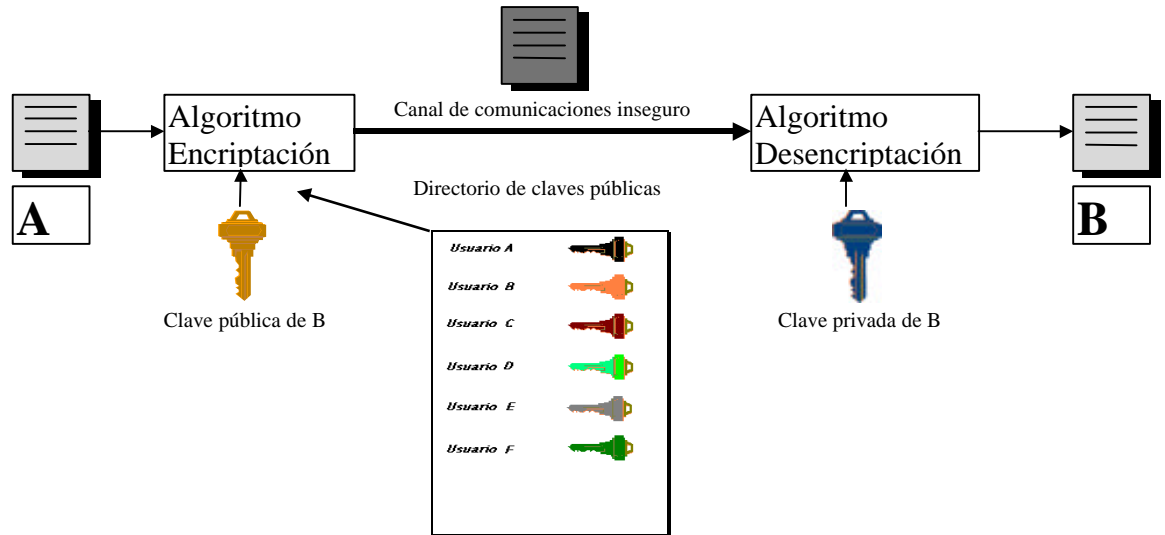 Canal de comunicaciones inseguro
Algoritmo
Encriptación
Algoritmo
Desencriptación
A
B
Directorio de claves públicas
Clave pública de B
Usuario A
Usuario B
Usuario C
Usuario D
Usuario E
Usuario F
Clave privada de B